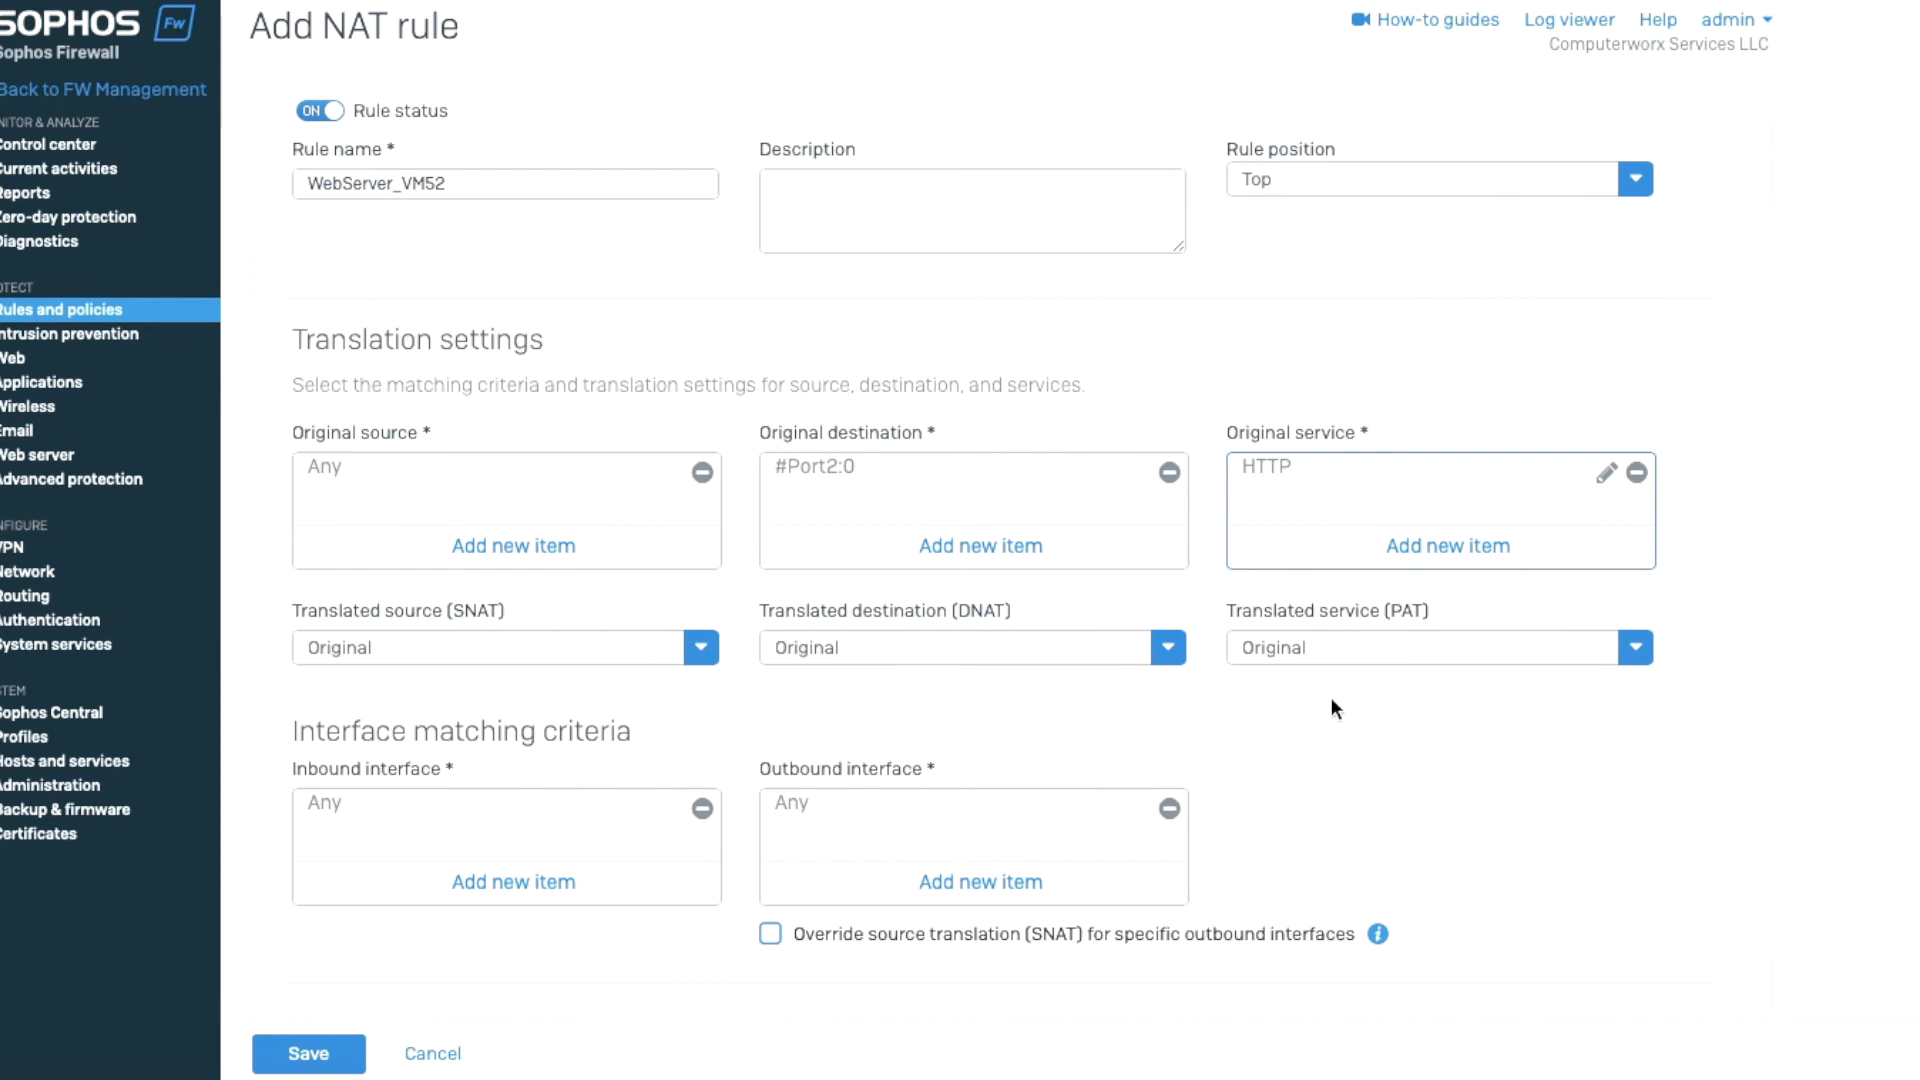 SOPHOS Fw
Sophos Firewall
Back to FW Management
NITOR & ANALYZE
Control center
Current activities
Reports
Zero-day protection
Diagnostics
OTECT
Rules and policies
Intrusion prevention
Web
Applications
Wireless
Email
Web server
Advanced protection
NFIGURE
VPN
Network
Routing
Authentication
System services
STEM
Sophos Central
Profiles
Hosts and services
Administration
Backup & firmware
Certificates
Add NAT rule
How-to guides Log viewer Help admin
Computerworx Services LLC
ON Rule status
Rule name * Description Rule position
WebServer_VM52 Top
Translation settings
Select the matching criteria and translation settings for source, destination, and services.
Original source * Original destination * Original service *
Any #Port2:0 HTTP
Add new item Add new item Add new item
Translated source (SNAT) Translated destination (DNAT) Translated service (PAT)
Original Original Original
Interface matching criteria
Inbound interface * Outbound interface *
Any Any
Add new item Add new item
Override source translation (SNAT) for specific outbound interfaces i
Save Cancel